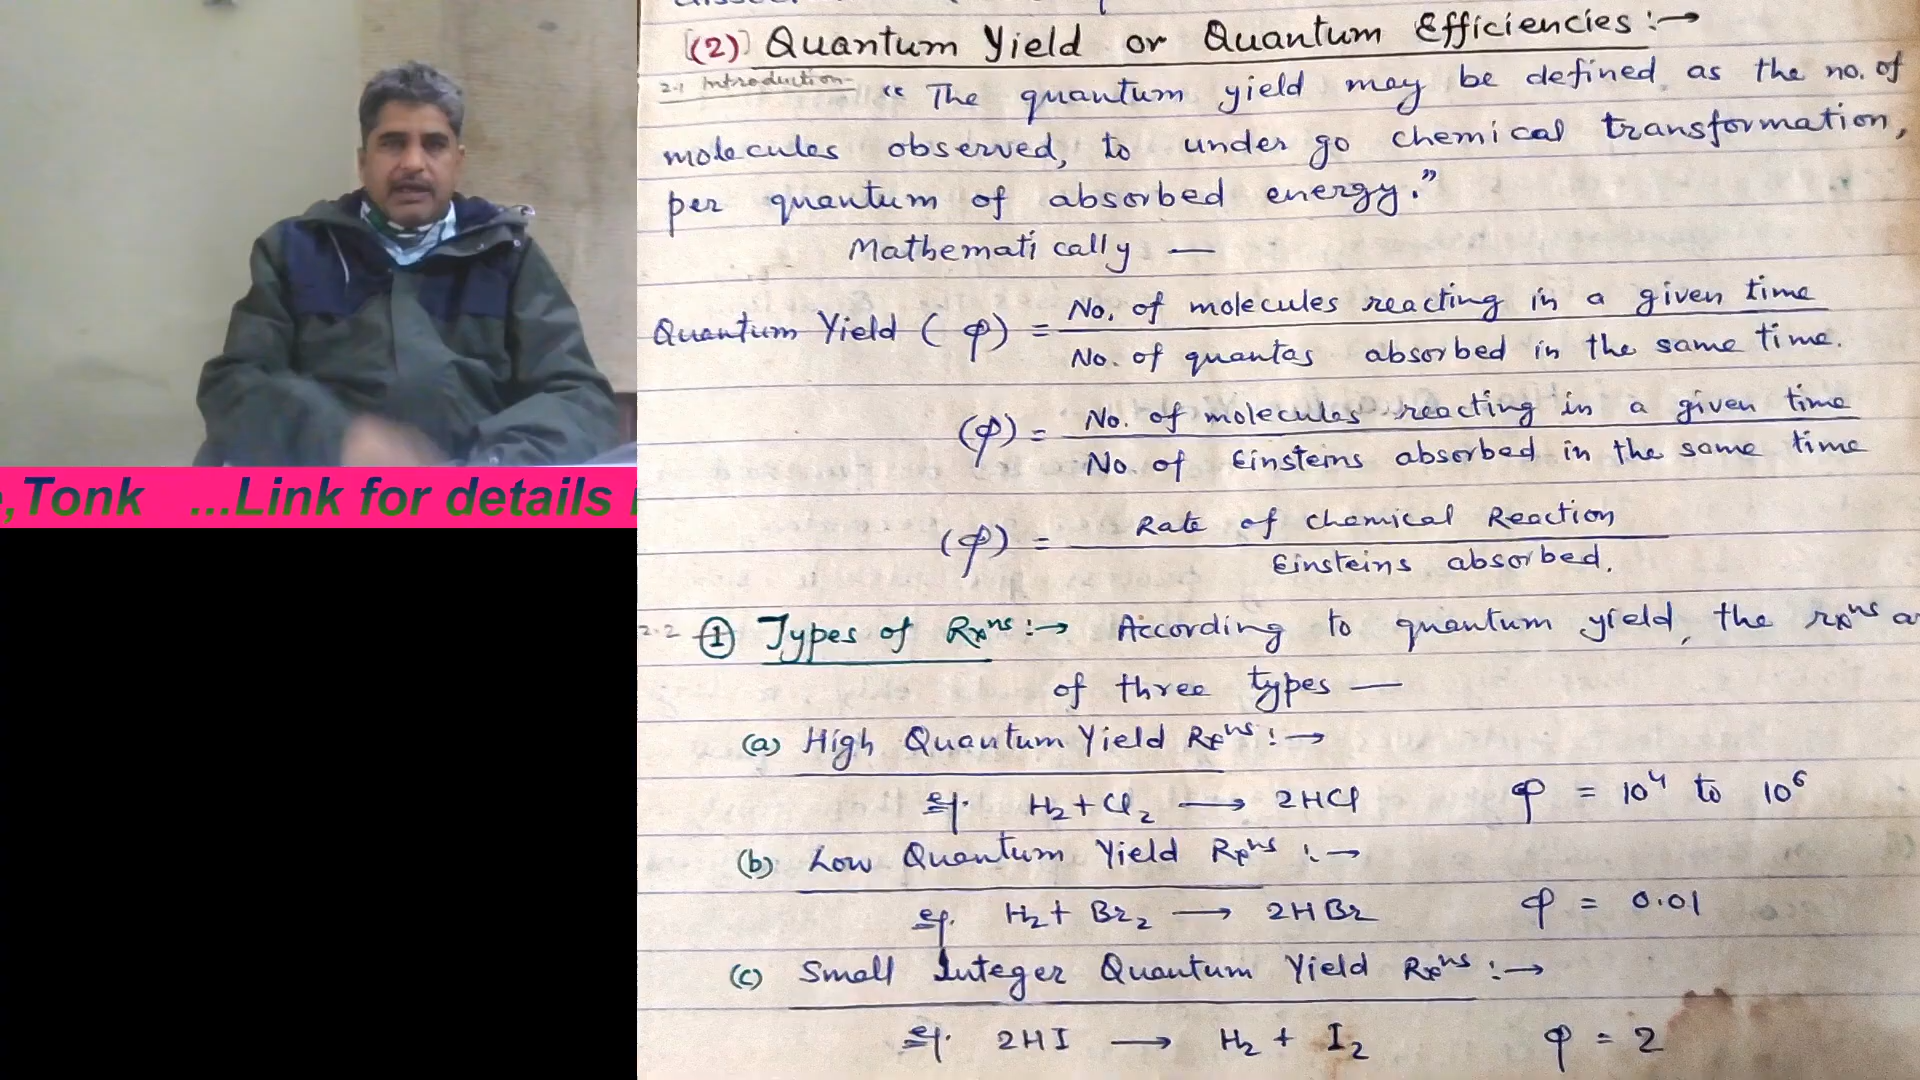 (2) Quantum Yield or Quantum Efficiencies :→
2.1 Introduction-
“ The quantum yield may be defined as the no. of
molecules observed, to under go chemical transformation,
per quantum of absorbed energy.”
Mathematically —
Quantum Yield ( φ) = No. of molecules reacting in a given time
No. of quantas absorbed in the same time.
(φ) = No. of molecules reacting in a given time
No. of Einsteins absorbed in the same time
(φ) = Rate of chemical Reaction
Einsteins absorbed.
2.2 ① Types of Rxⁿˢ :→ According to quantum yield, the rxⁿˢ a
of three types —
(a) High Quantum Yield Rxⁿˢ :→
eg. H₂ + Cl₂ ⟶ 2HCl φ = 10⁴ to 10⁶
(b) Low Quantum Yield Rxⁿˢ :→
eg. H₂ + Br₂ ⟶ 2HBr φ = 0.01
(c) Small Integer Quantum Yield Rxⁿˢ :→
eg. 2HI ⟶ H₂ + I₂ φ = 2
,Tonk ...Link for details